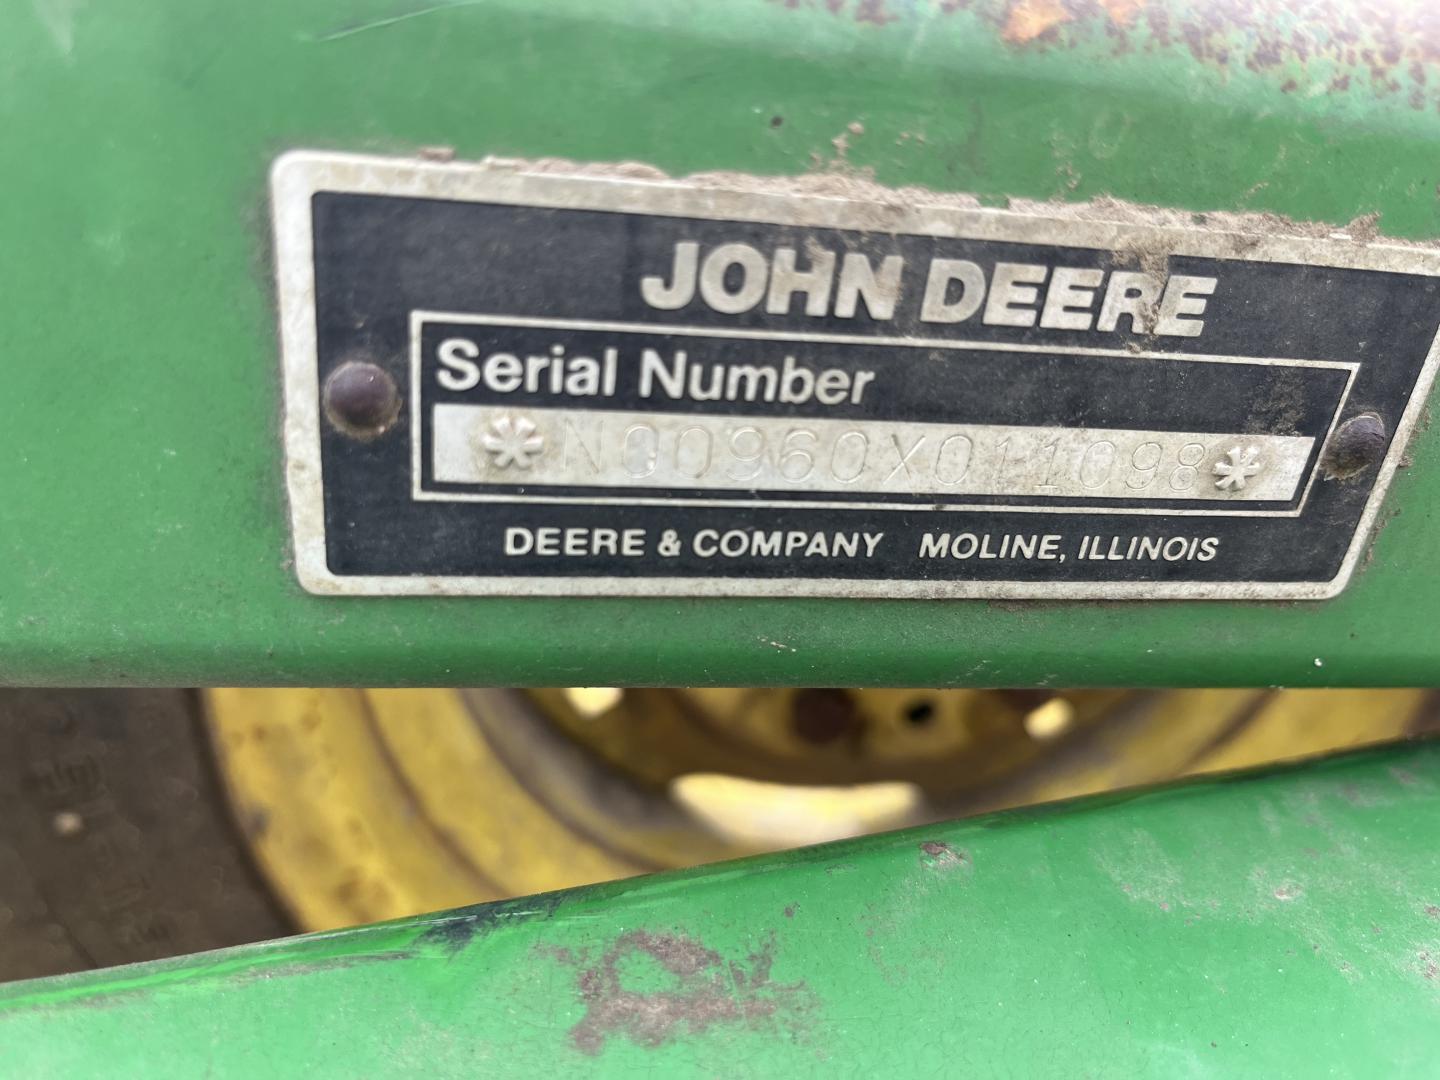 JOHN DEERE
Serial Number
*N00960X011098*
DEERE & COMPANY MOLINE, ILLINOIS